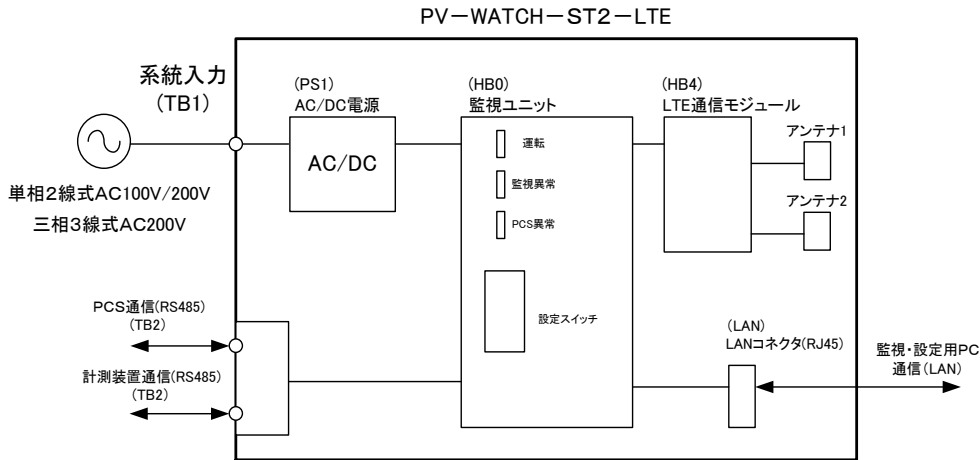 PV－WATCH－ST2－LTE
系統入力
(TB1)
単相2線式AC100V/200V
三相3線式AC200V
(PS1)
AC/DC電源
AC/DC
(HB0)
監視ユニット
運転
監視異常
PCS異常
設定スイッチ
(HB4)
LTE通信モジュール
アンテナ1
アンテナ2
PCS通信(RS485)
(TB2)
計測装置通信(RS485)
(TB2)
(LAN)
LANコネクタ(RJ45)
監視・設定用PC
通信(LAN)